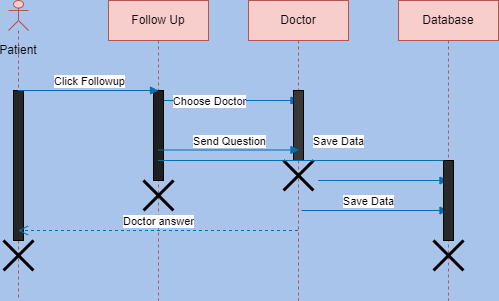 Follow Up
Doctor
Database
Patient
Click Followup
Choose Doctor
Send Question
Save Data
Save Data
Doctor answer